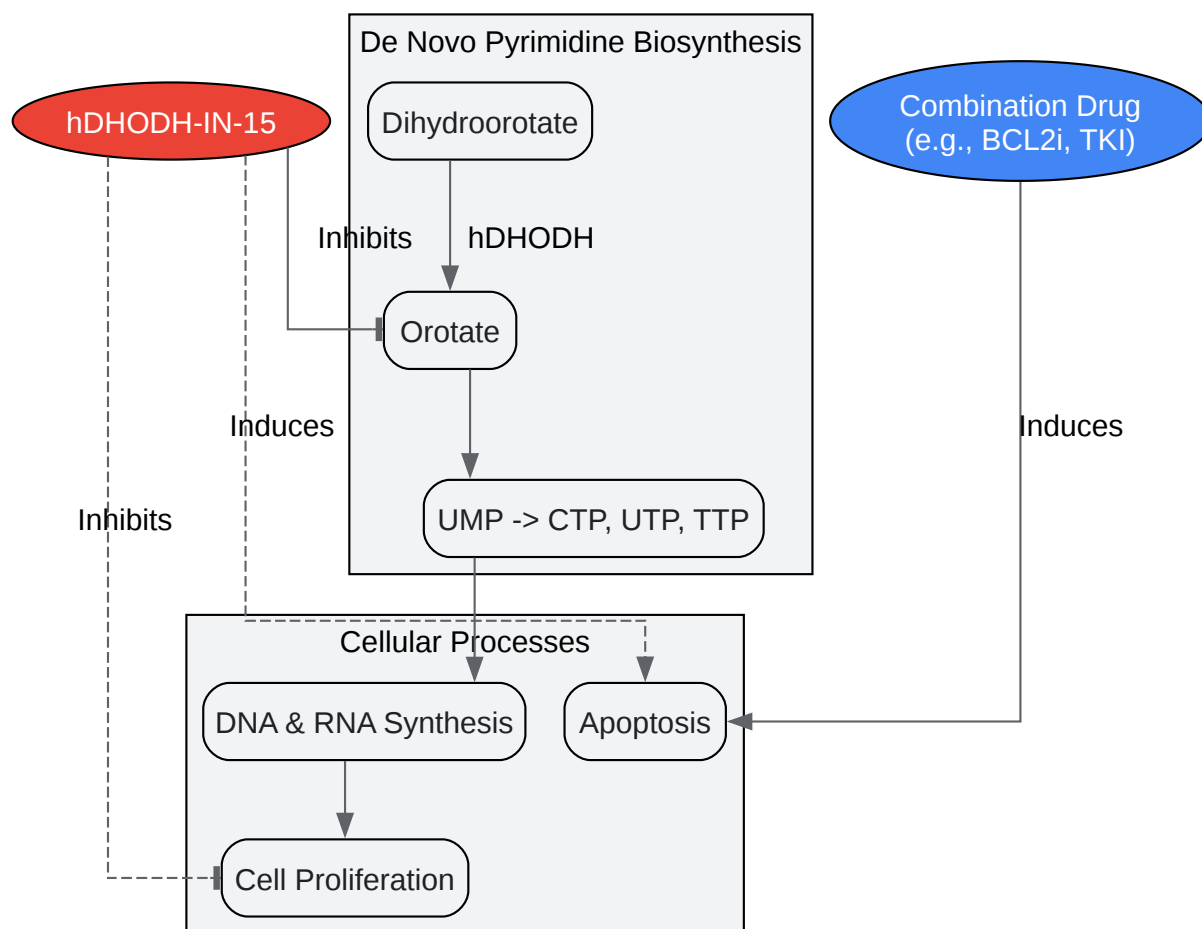 De Novo Pyrimidine Biosynthesis
hDHODH-IN-15
Dihydroorotate
Combination Drug
(e.g., BCL2i, TKI)
Inhibits
hDHODH
Orotate
Induces
Induces
UMP -> CTP, UTP, TTP
Inhibits
Cellular Processes
DNA & RNA Synthesis
Apoptosis
Cell Proliferation